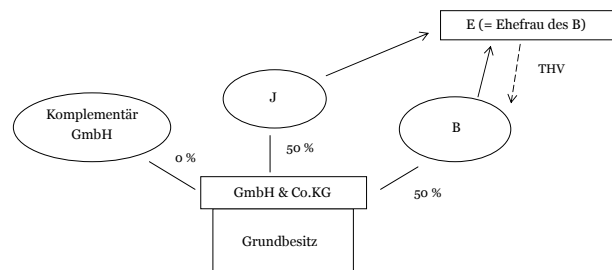 E (= Ehefrau des B)
THV
J
Komplementär
GmbH
B
0 %
50 %
50 %
GmbH & Co.KG
Grundbesitz